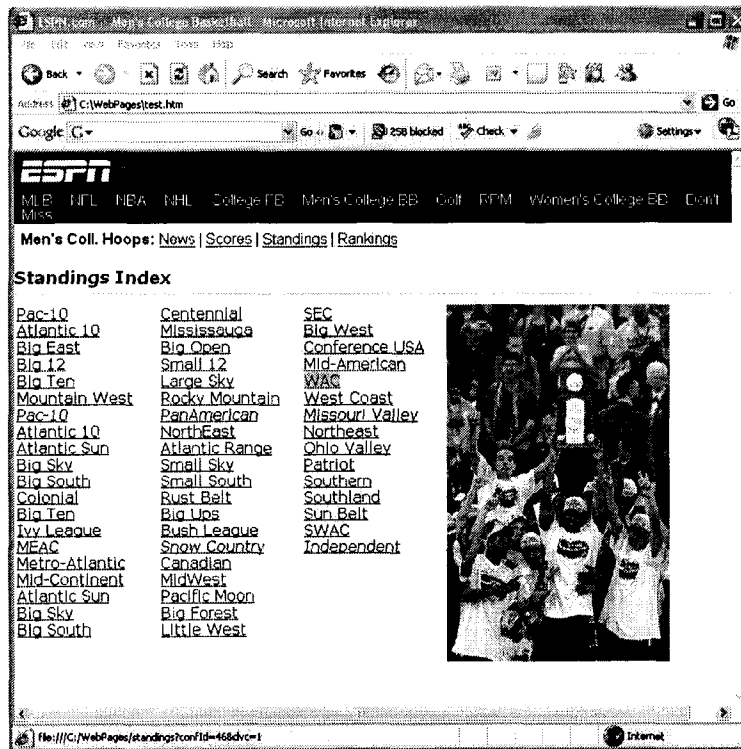 ESPN.com - Men's College Basketball - Microsoft Internet Explorer
File Edit View Favorites Tools Help
Back Search Favorites
Address C:\WebPages\test.htm Go
Google G Go 258 blocked Check Settings
ESPN
MLB NFL NBA NHL College FB Men's College BB Golf RPM Women's College BB Don't
Miss
Men's Coll. Hoops: News | Scores | Standings | Rankings
Standings Index
Pac-10 Centennial SEC
Atlantic 10 Mississauga Big West
Big East Big Open Conference USA
Big 12 Small 12 Mid-American
Big Ten Large Sky WAC
Mountain West Rocky Mountain West Coast
Pac-10 PanAmerican Missouri Valley
Atlantic 10 NorthEast Northeast
Atlantic Sun Atlantic Range Ohio Valley
Big Sky Small Sky Patriot
Big South Small South Southern
Colonial Rust Belt Southland
Big Ten Big Ups Sun Belt
Ivy League Bush League SWAC
MEAC Snow Country Independent
Metro-Atlantic Canadian
Mid-Continent MidWest
Atlantic Sun Pacific Moon
Big Sky Big Forest
Big South Little West
file:///C:/WebPages/standings?confId=46&dvc=1 Internet